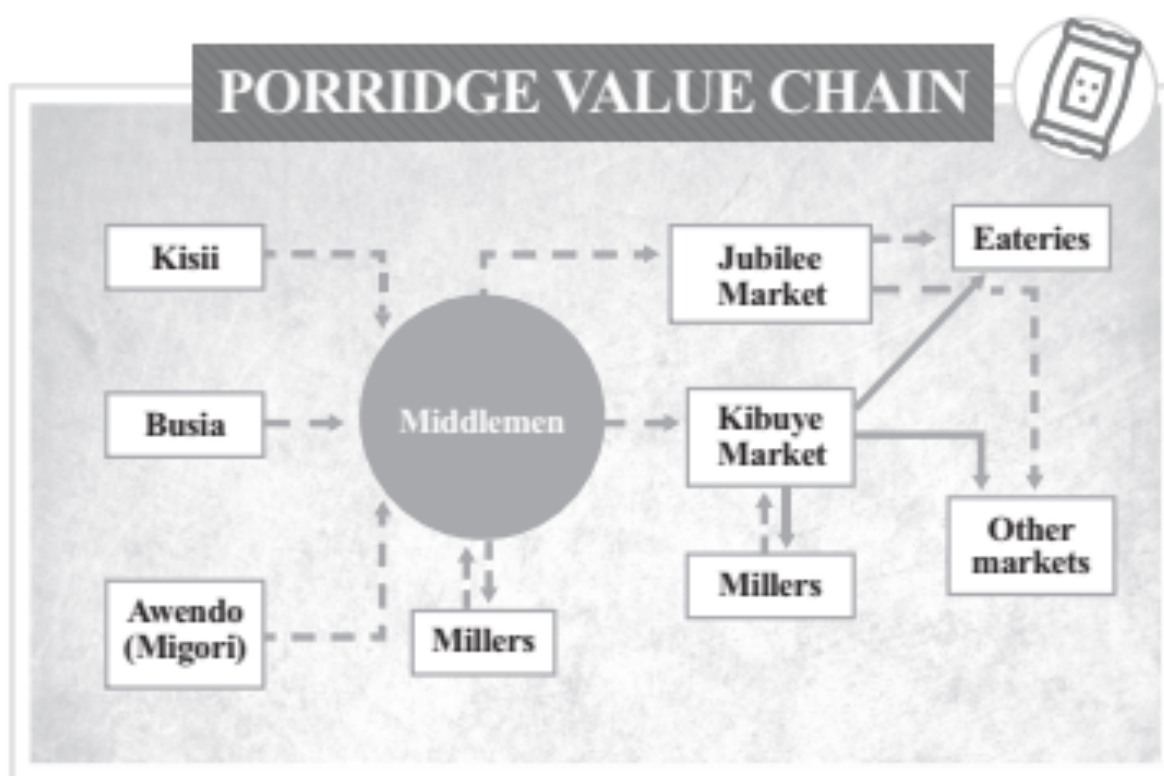 PORRIDGE VALUE CHAIN
Kisii
Busia
Awendo
(Migori)
Middlemen
Millers
Jubilee
Market
Kibuye
Market
Millers
Eateries
Other
markets